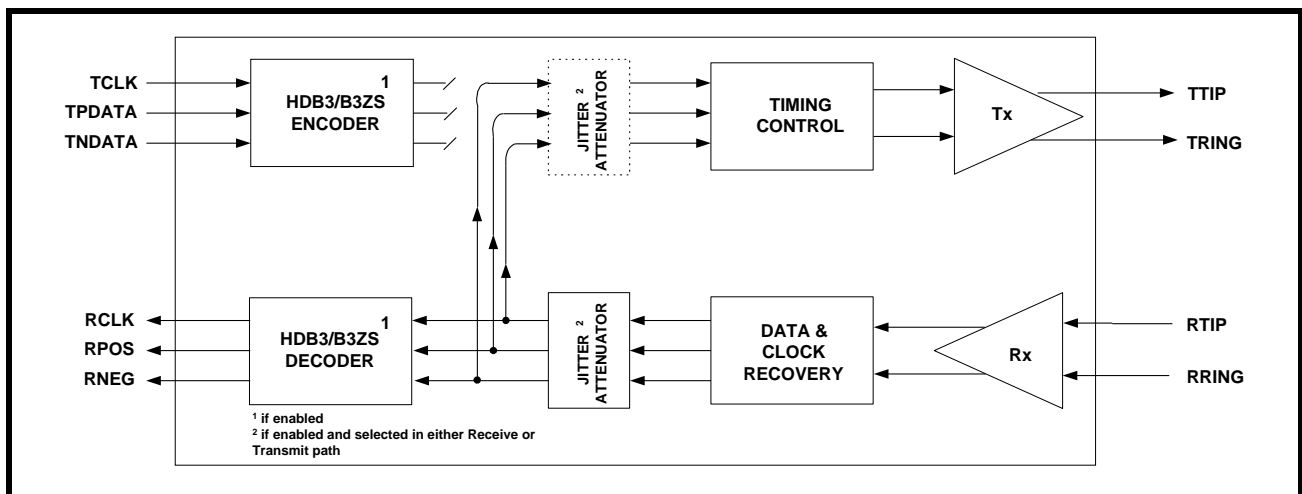 TCLK
TPDATA
TNDATA
HDB3/B3ZS 1
ENCODER
JITTER 2
ATTENUATOR
TIMING
CONTROL
Tx
TTIP
TRING
RCLK
RPOS
RNEG
HDB3/B3ZS 1
DECODER
JITTER 2
ATTENUATOR
DATA &
CLOCK
RECOVERY
Rx
RTIP
RRING
1 if enabled
2 if enabled and selected in either Receive or
Transmit path